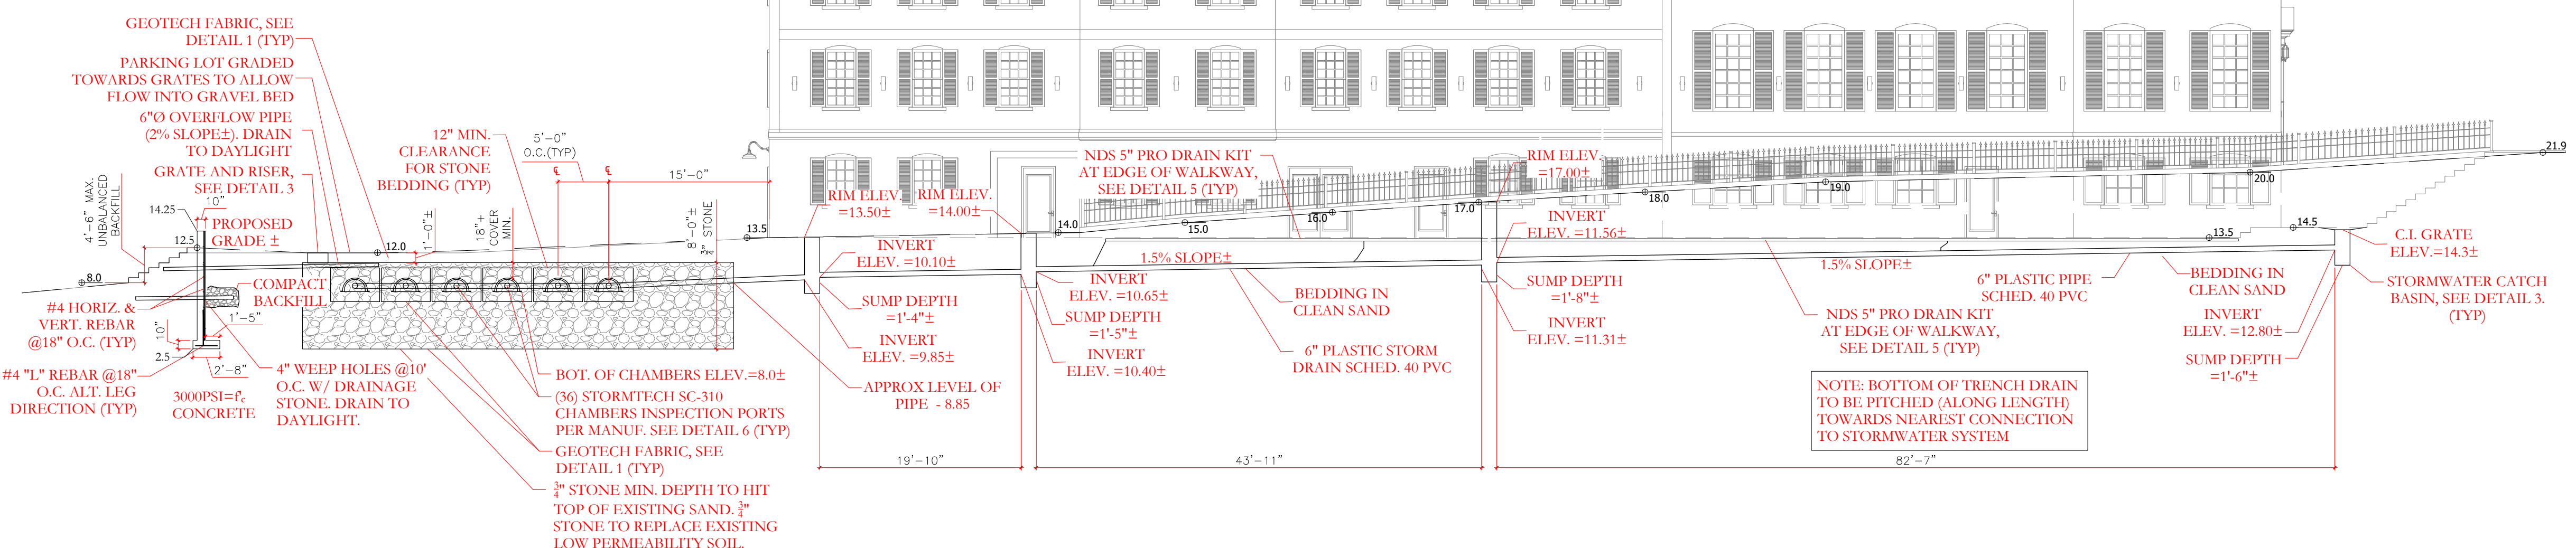 GEOTECH FABRIC, SEE
DETAIL 1 (TYP)
PARKING LOT GRADED
TOWARDS GRATES TO ALLOW
FLOW INTO GRAVEL BED
6"Ø OVERFLOW PIPE
(2% SLOPE±). DRAIN
TO DAYLIGHT
GRATE AND RISER,
SEE DETAIL 3
4'-6" MAX.
UNBALANCED
BACKFILL
10"
14.25
PROPOSED
GRADE ±
12.5
12.0
8.0
COMPACT
BACKFILL
#4 HORIZ. &
VERT. REBAR
@18" O.C. (TYP)
1'-5"
10"
2.5
2'-8"
#4 "L" REBAR @18"
O.C. ALT. LEG
DIRECTION (TYP)
3000PSI=f'c
CONCRETE
4" WEEP HOLES @10'
O.C. W/ DRAINAGE
STONE. DRAIN TO
DAYLIGHT.
12" MIN.
CLEARANCE
FOR STONE
BEDDING (TYP)
5'-0"
O.C.(TYP)
℄
℄
15'-0"
1'-0"±
18"+
COVER
MIN.
8'-0"±
3/4" STONE
13.5
BOT. OF CHAMBERS ELEV.=8.0±
(36) STORMTECH SC-310
CHAMBERS INSPECTION PORTS
PER MANUF. SEE DETAIL 6 (TYP)
GEOTECH FABRIC, SEE
DETAIL 1 (TYP)
3/4" STONE MIN. DEPTH TO HIT
TOP OF EXISTING SAND. 3/4"
STONE TO REPLACE EXISTING
LOW PERMEABILITY SOIL.
RIM ELEV.
=13.50±
RIM ELEV.
=14.00±
INVERT
ELEV. =10.10±
SUMP DEPTH
=1'-4"±
INVERT
ELEV. =9.85±
APPROX LEVEL OF
PIPE - 8.85
19'-10"
14.0
NDS 5" PRO DRAIN KIT
AT EDGE OF WALKWAY,
SEE DETAIL 5 (TYP)
15.0
16.0
1.5% SLOPE±
INVERT
ELEV. =10.65±
SUMP DEPTH
=1'-5"±
INVERT
ELEV. =10.40±
BEDDING IN
CLEAN SAND
6" PLASTIC STORM
DRAIN SCHED. 40 PVC
43'-11"
17.0
RIM ELEV.
=17.00±
INVERT
ELEV. =11.56±
SUMP DEPTH
=1'-8"±
INVERT
ELEV. =11.31±
18.0
19.0
20.0
21.9
1.5% SLOPE±
NDS 5" PRO DRAIN KIT
AT EDGE OF WALKWAY,
SEE DETAIL 5 (TYP)
6" PLASTIC PIPE
SCHED. 40 PVC
BEDDING IN
CLEAN SAND
13.5
14.5
C.I. GRATE
ELEV.=14.3±
STORMWATER CATCH
BASIN, SEE DETAIL 3.
(TYP)
INVERT
ELEV. =12.80±
SUMP DEPTH
=1'-6"±
NOTE: BOTTOM OF TRENCH DRAIN
TO BE PITCHED (ALONG LENGTH)
TOWARDS NEAREST CONNECTION
TO STORMWATER SYSTEM
82'-7"